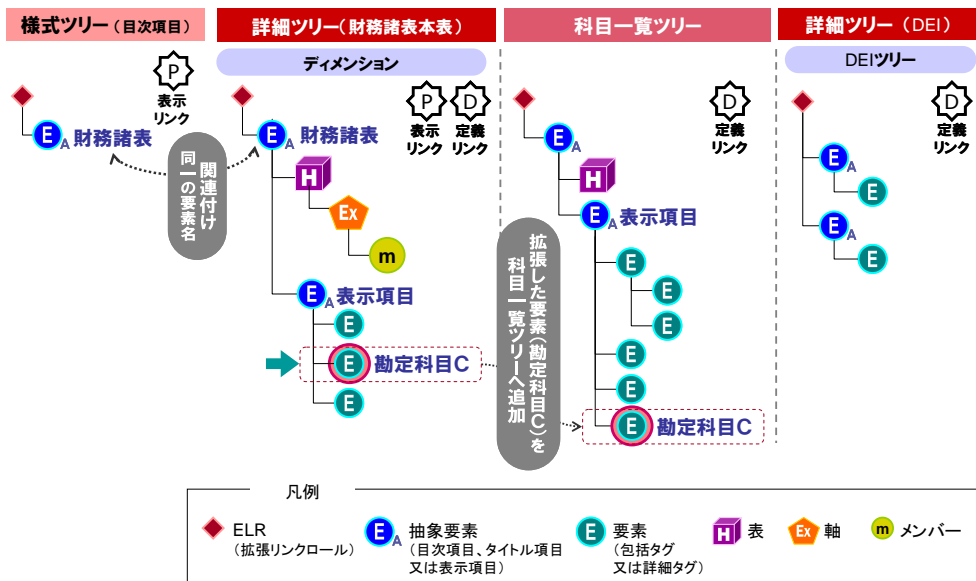 様式ツリー（目次項目）
P
表示
リンク
E
A
財務諸表
関連付け
同一の要素名
詳細ツリー（財務諸表本表）
ディメンション
P
表示
リンク
D
定義
リンク
E
A
財務諸表
H
Ex
m
E
A
表示項目
E
E
勘定科目C
E
科目一覧ツリー
D
定義
リンク
E
A
H
E
A
表示項目
E
E
E
E
E
E
勘定科目C
拡張した要素（勘定科目C）を
科目一覧ツリーへ追加
詳細ツリー（DEI）
DEIツリー
D
定義
リンク
E
A
E
E
A
E
凡例
ELR
（拡張リンクロール）
E
A
抽象要素
（目次項目、タイトル項目
又は表示項目）
E
要素
（包括タグ
又は詳細タグ）
H
表
Ex
軸
m
メンバー